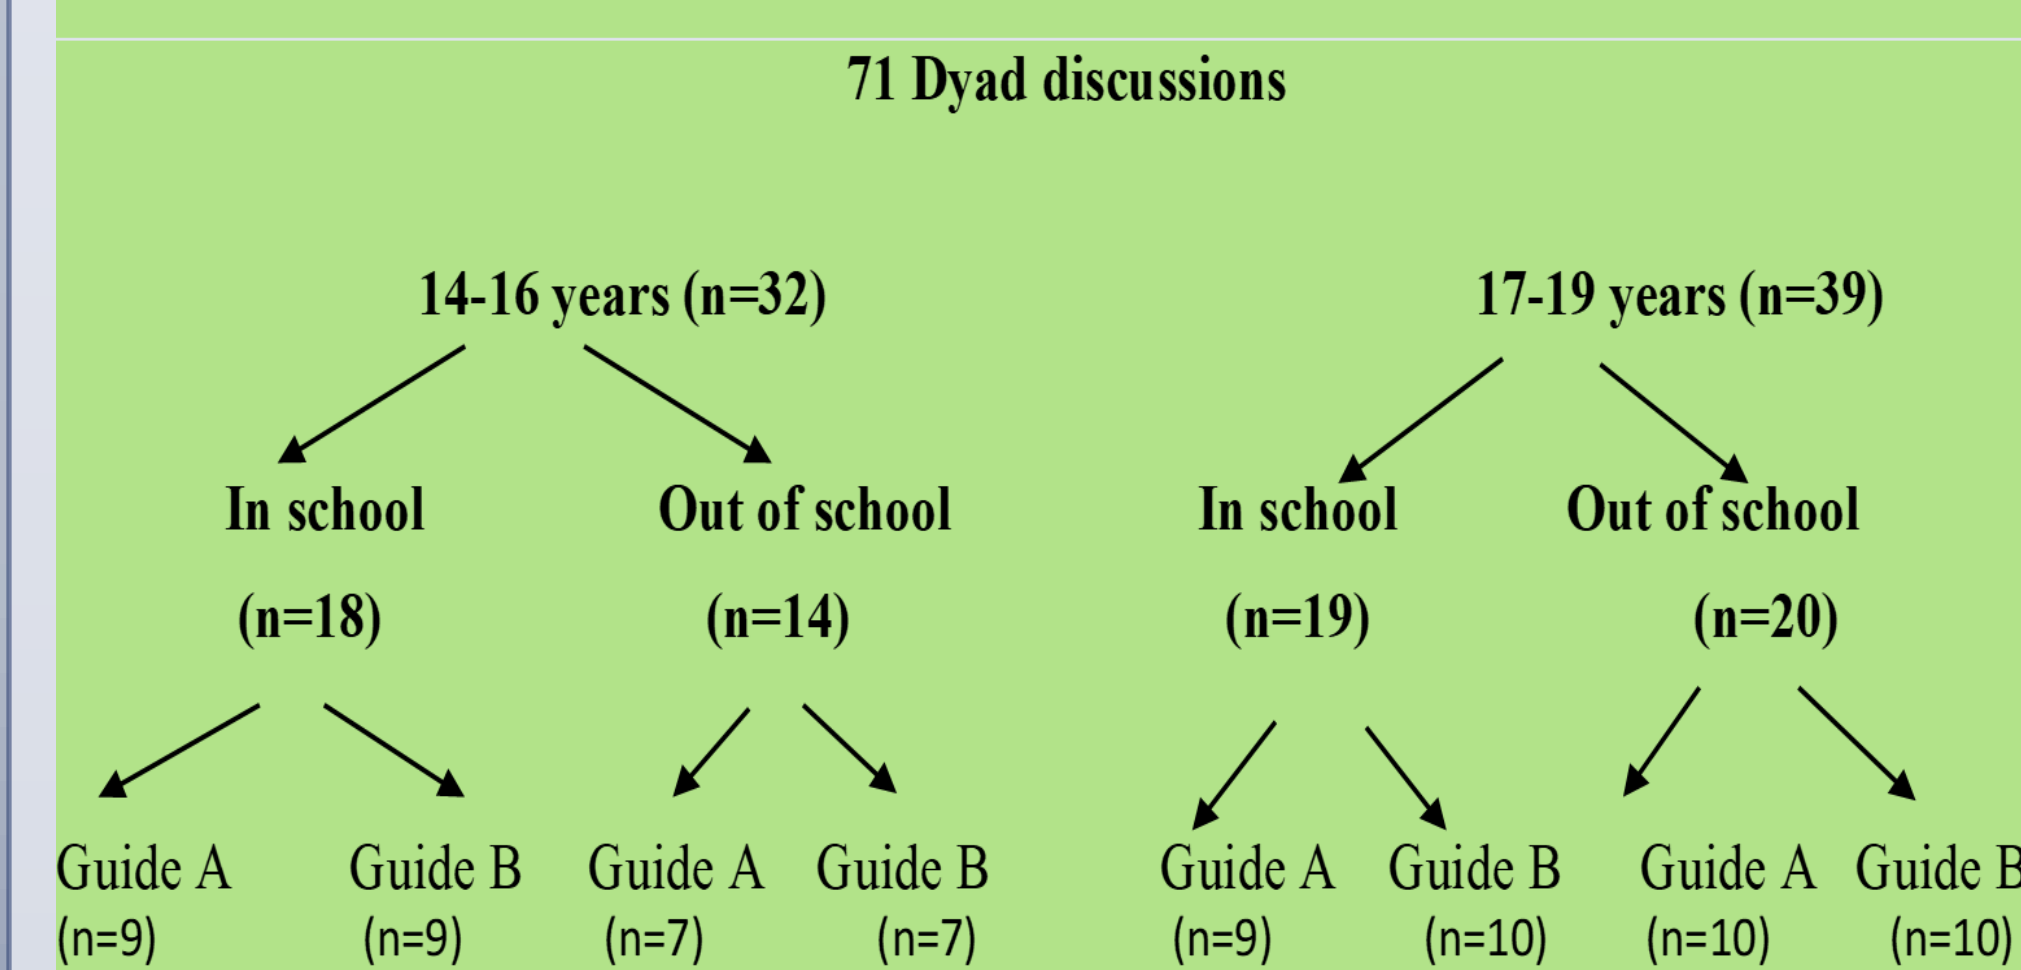 71 Dyad discussions
14-16 years (n=32)
17-19 years (n=39)
In school
Out of school
In school
Out of school
(n=18)
(n=14)
(n=19)
(n=20)
Guide A
Guide B
Guide A
Guide B
Guide A
Guide B
Guide A
Guide B
(n=9)
(n=9)
(n=7)
(n=7)
(n=9)
(n=10)
(n=10)
(n=10)